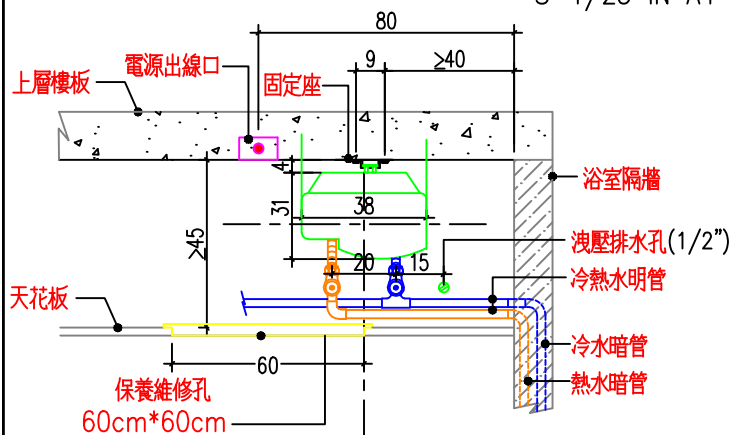 80
電源出線口
9
≥40
上層樓板
固定座
4
浴室隔牆
31
38
≥45
洩壓排水孔(1/2")
20
15
冷熱水明管
天花板
冷水暗管
60
熱水暗管
保養維修孔
60cm*60cm